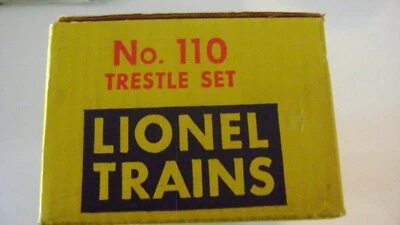 No. 110
TRESTLE SET
LIONEL
TRAINS